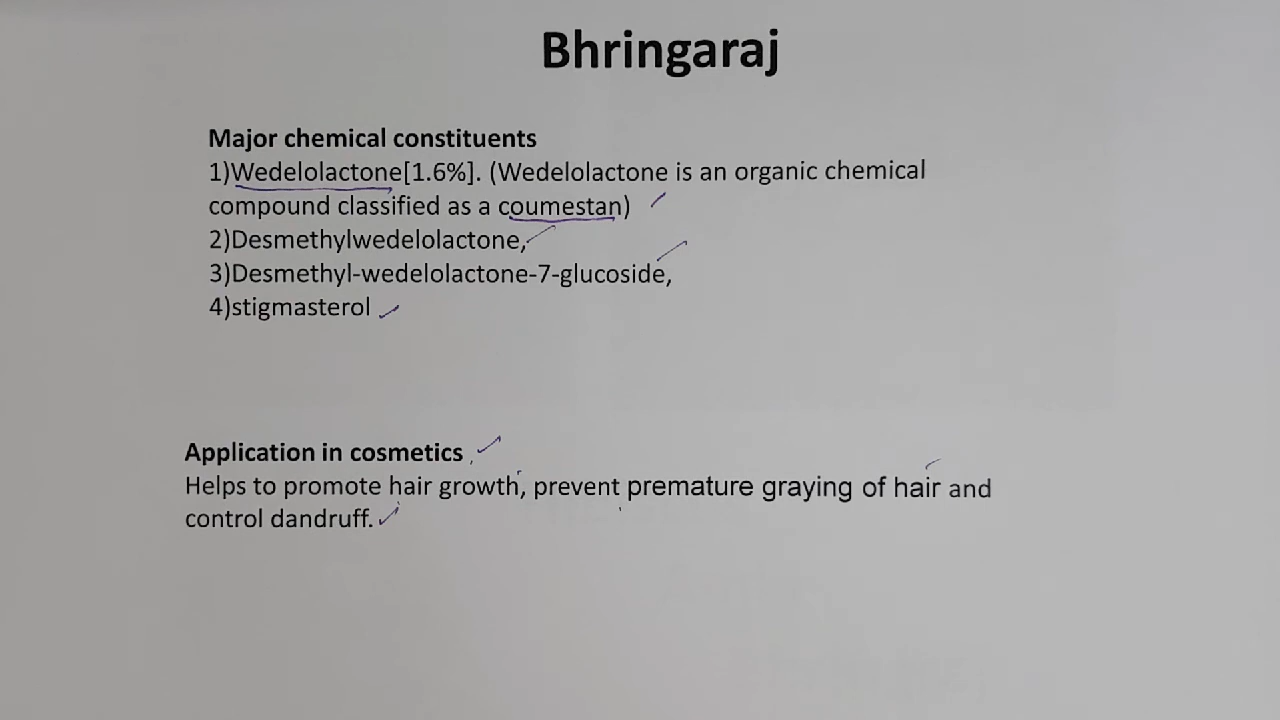 Bhringaraj
Major chemical constituents
1)Wedelolactone[1.6%]. (Wedelolactone is an organic chemical
compound classified as a coumestan)
2)Desmethylwedelolactone,
3)Desmethyl-wedelolactone-7-glucoside,
4)stigmasterol
Application in cosmetics
Helps to promote hair growth, prevent premature graying of hair and
control dandruff.